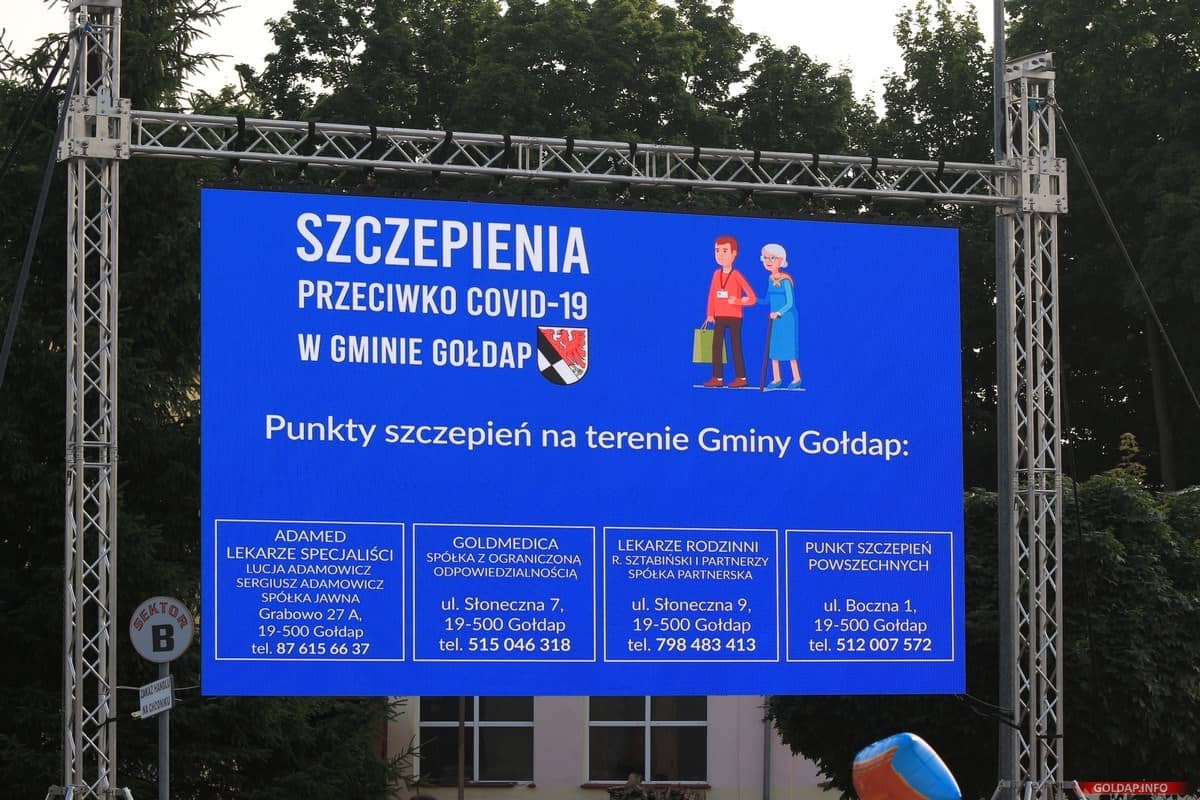 SZCZEPIENIA
PRZECIWKO COVID-19
W GMINIE GOŁDAP
Punkty szczepień na terenie Gminy Gołdap:
ADAMED
LEKARZE SPECJALIŚCI
LUCJA ADAMOWICZ
SERGIUSZ ADAMOWICZ
SPÓŁKA JAWNA
Grabowo 27 A,
19-500 Gołdap
tel. 87 615 66 37
GOLDMEDICA
SPÓŁKA Z OGRANICZONĄ
ODPOWIEDZIALNOŚCIĄ
ul. Słoneczna 7,
19-500 Gołdap
tel. 515 046 318
LEKARZE RODZINNI
R. SZTABIŃSKI I PARTNERZY
SPÓŁKA PARTNERSKA
ul. Słoneczna 9,
19-500 Gołdap
tel. 798 483 413
PUNKT SZCZEPIEŃ
POWSZECHNYCH
ul. Boczna 1,
19-500 Gołdap
tel. 512 007 572
SEKTOR
B
ZAKAZ HANDLU
NA CHODNIKU
GOLDAP.INFO